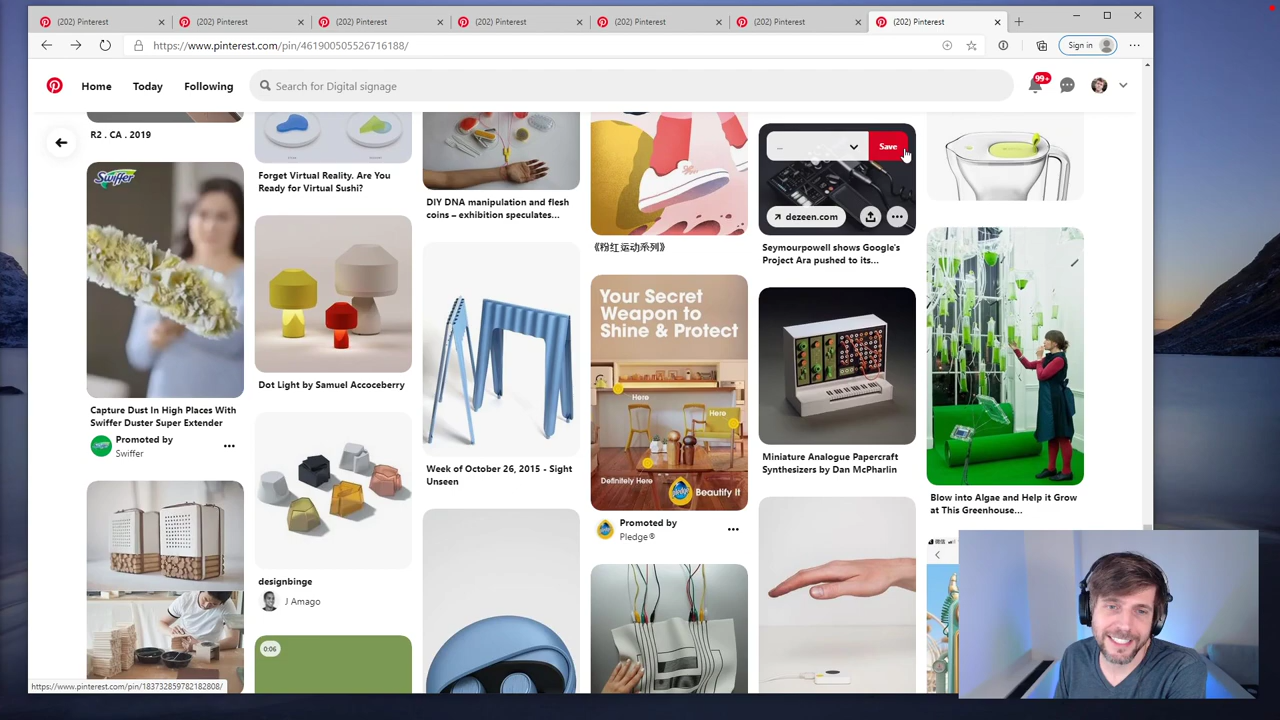 (202) Pinterest
(202) Pinterest
(202) Pinterest
(202) Pinterest
(202) Pinterest
(202) Pinterest
(202) Pinterest
https://www.pinterest.com/pin/461900505526716188/
Sign in
Home
Today
Following
Search for Digital signage
99+
R2 . CA . 2019
Swiffer
Capture Dust In High Places With
Swiffer Duster Super Extender
Promoted by
Swiffer
Forget Virtual Reality. Are You
Ready for Virtual Sushi?
Dot Light by Samuel Accoceberry
designbinge
J Amago
0:06
DIY DNA manipulation and flesh
coins – exhibition speculates...
Week of October 26, 2015 - Sight
Unseen
《粉红运动系列》
Your Secret
Weapon to
Shine & Protect
Here
Here
Definitely Here
Pledge
Beautify It
Promoted by
Pledge®
...
Save
dezeen.com
Seymourpowell shows Google's
Project Ara pushed to its...
Miniature Analogue Papercraft
Synthesizers by Dan McPharlin
Blow into Algae and Help it Grow
at This Greenhouse...
https://www.pinterest.com/pin/183732859782182808/